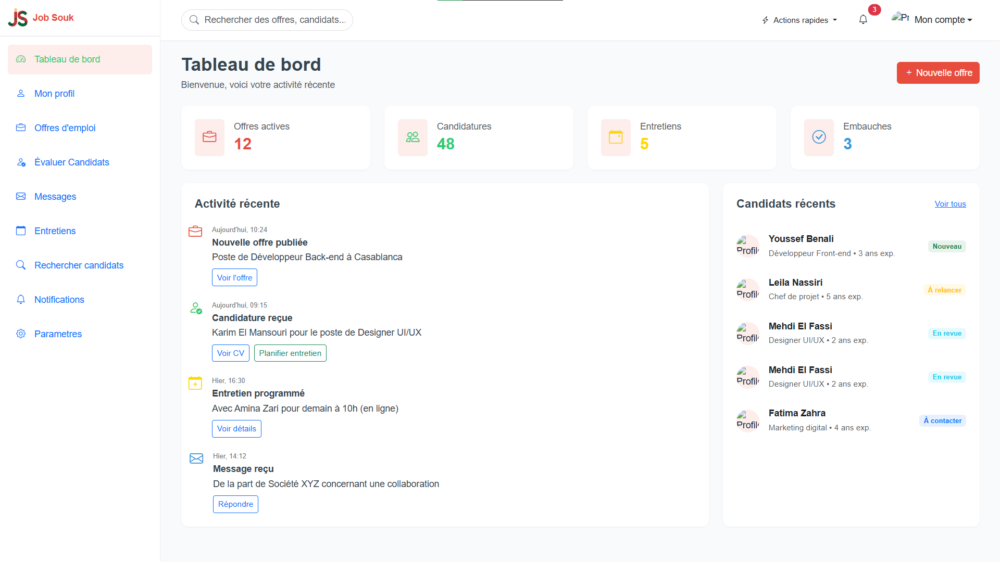 JS Job Souk
Rechercher des offres, candidats...
Actions rapides
3
Pr
Mon compte
Tableau de bord
Mon profil
Offres d'emploi
Évaluer Candidats
Messages
Entretiens
Rechercher candidats
Notifications
Parametres
Tableau de bord
Bienvenue, voici votre activité récente
+ Nouvelle offre
Offres actives
12
Candidatures
48
Entretiens
5
Embauches
3
Activité récente
Aujourd'hui, 10:24
Nouvelle offre publiée
Poste de Développeur Back-end à Casablanca
Voir l'offre
Aujourd'hui, 09:15
Candidature reçue
Karim El Mansouri pour le poste de Designer UI/UX
Voir CV
Planifier entretien
Hier, 16:30
Entretien programmé
Avec Amina Zari pour demain à 10h (en ligne)
Voir détails
Hier, 14:12
Message reçu
De la part de Société XYZ concernant une collaboration
Répondre
Candidats récents
Voir tous
Profil
Youssef Benali
Développeur Front-end • 3 ans exp.
Nouveau
Profil
Leila Nassiri
Chef de projet • 5 ans exp.
À relancer
Profil
Mehdi El Fassi
Designer UI/UX • 2 ans exp.
En revue
Profil
Mehdi El Fassi
Designer UI/UX • 2 ans exp.
En revue
Profil
Fatima Zahra
Marketing digital • 4 ans exp.
À contacter